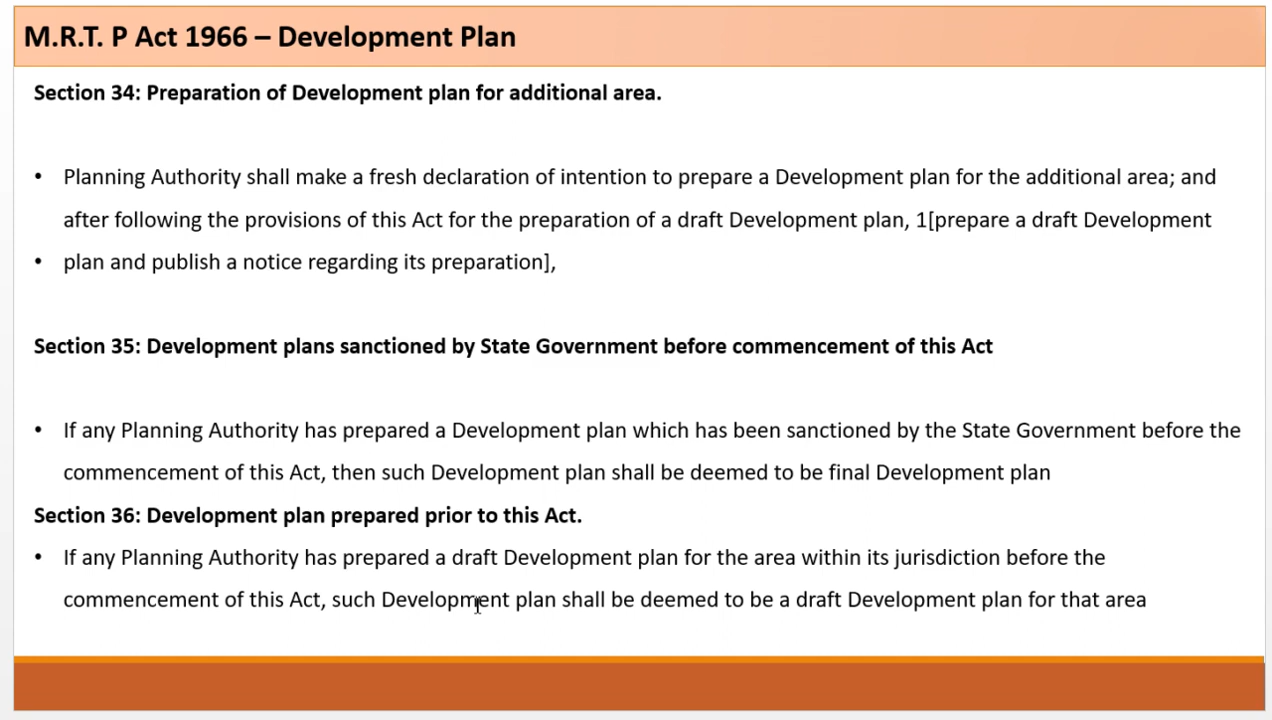 M.R.T. P Act 1966 – Development Plan
Section 34: Preparation of Development plan for additional area.
• Planning Authority shall make a fresh declaration of intention to prepare a Development plan for the additional area; and
after following the provisions of this Act for the preparation of a draft Development plan, 1[prepare a draft Development
• plan and publish a notice regarding its preparation],
Section 35: Development plans sanctioned by State Government before commencement of this Act
• If any Planning Authority has prepared a Development plan which has been sanctioned by the State Government before the
commencement of this Act, then such Development plan shall be deemed to be final Development plan
Section 36: Development plan prepared prior to this Act.
• If any Planning Authority has prepared a draft Development plan for the area within its jurisdiction before the
commencement of this Act, such Development plan shall be deemed to be a draft Development plan for that area